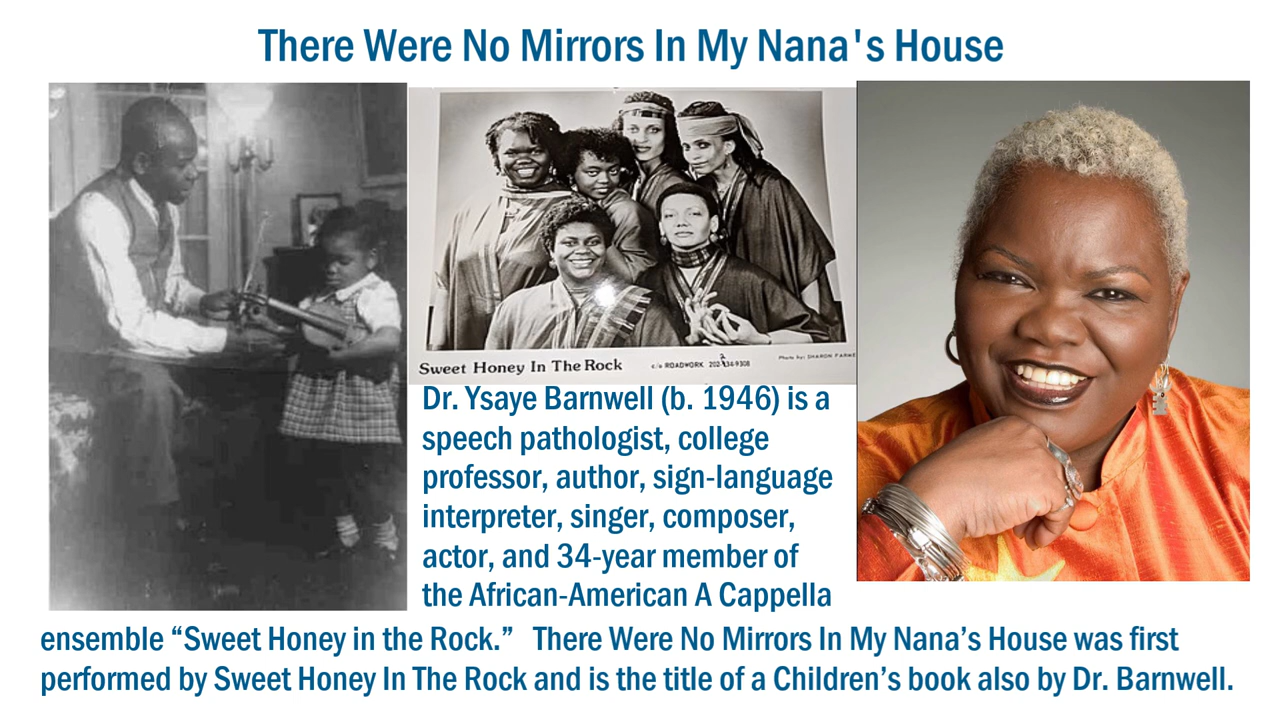 There Were No Mirrors In My Nana's House
Sweet Honey In The Rock
c/o ROADWORK 202-234-9308
Photo by: SHARON FARME
Dr. Ysaye Barnwell (b. 1946) is a
speech pathologist, college
professor, author, sign-language
interpreter, singer, composer,
actor, and 34-year member of
the African-American A Cappella
ensemble “Sweet Honey in the Rock.” There Were No Mirrors In My Nana’s House was first
performed by Sweet Honey In The Rock and is the title of a Children’s book also by Dr. Barnwell.